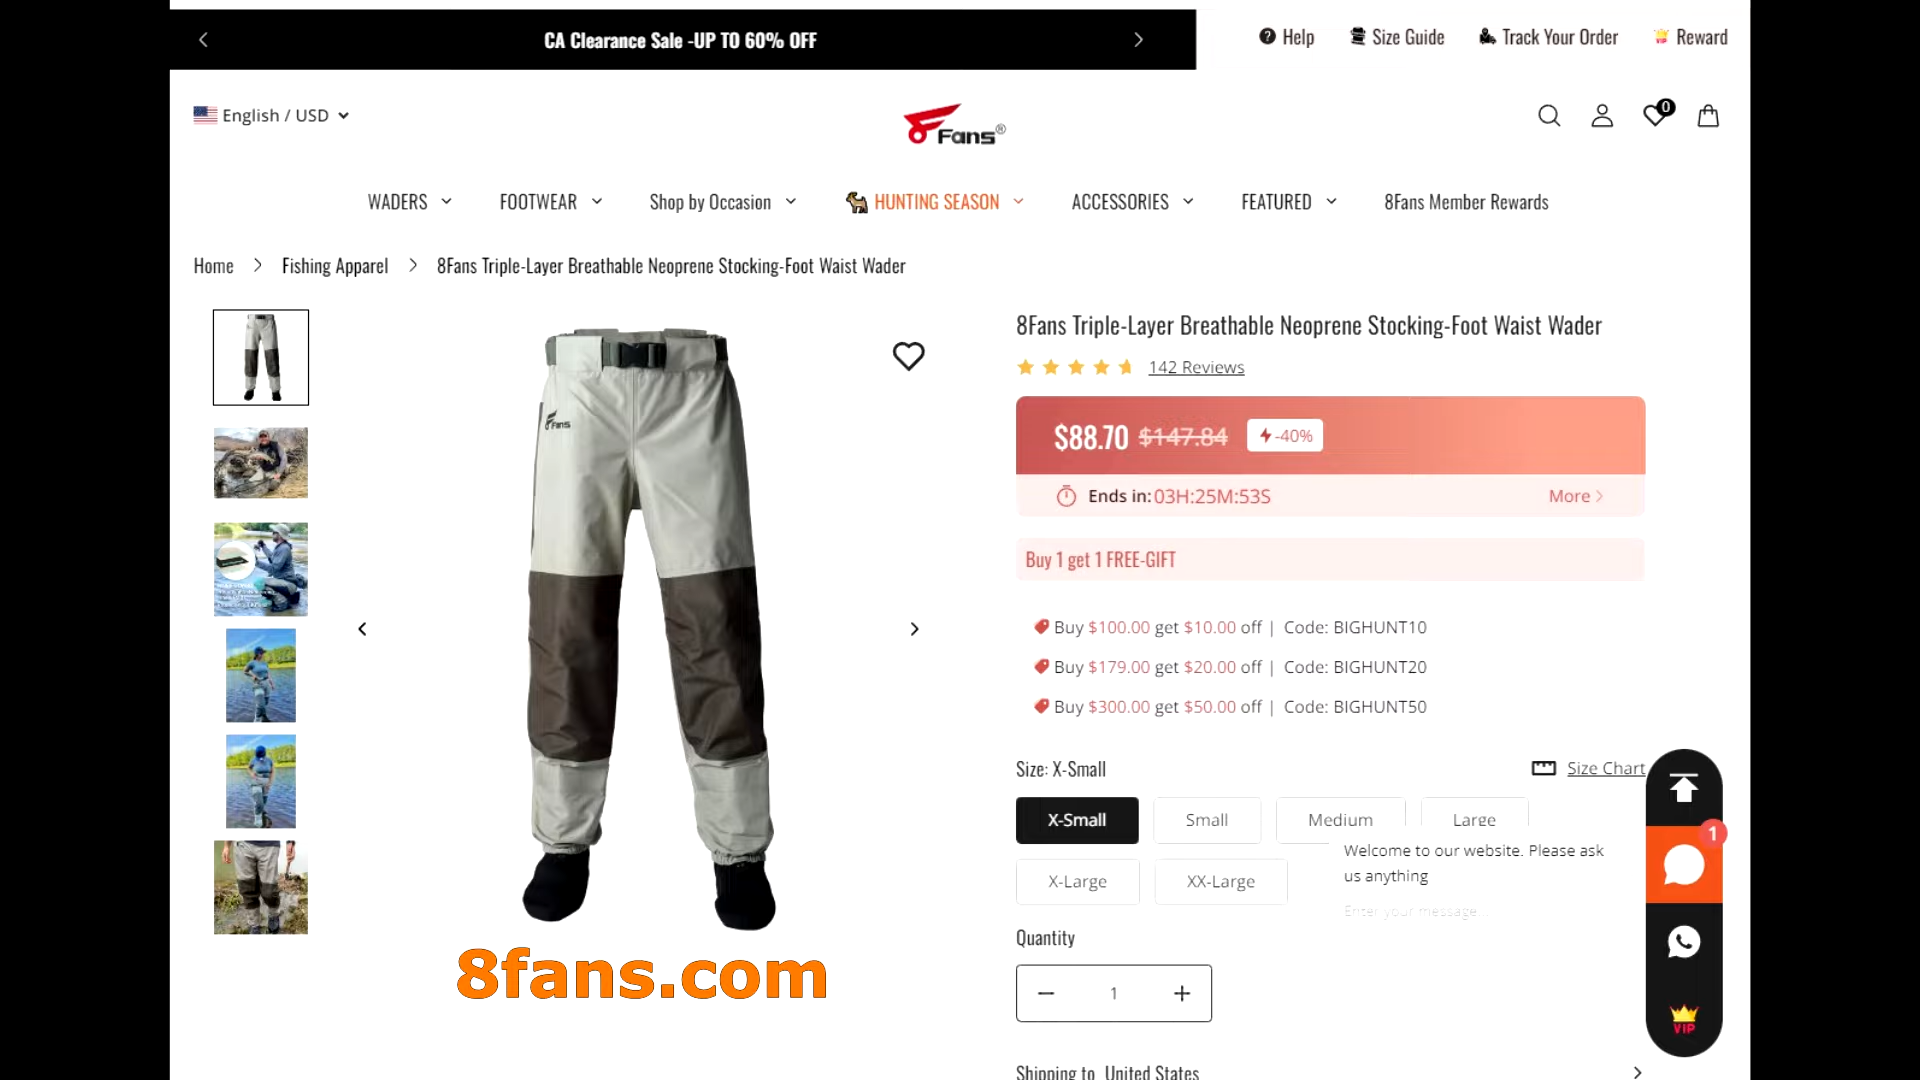 CA Clearance Sale -UP TO 60% OFF
Help
Size Guide
Track Your Order
Reward
English / USD
Fans®
0
WADERS
FOOTWEAR
Shop by Occasion
HUNTING SEASON
ACCESSORIES
FEATURED
8Fans Member Rewards
Home > Fishing Apparel > 8Fans Triple-Layer Breathable Neoprene Stocking-Foot Waist Wader
Fans
8fans.com
8Fans Triple-Layer Breathable Neoprene Stocking-Foot Waist Wader
142 Reviews
$88.70 $147.84 -40%
Ends in: 03H:25M:53S
More >
Buy 1 get 1 FREE-GIFT
Buy $100.00 get $10.00 off | Code: BIGHUNT10
Buy $179.00 get $20.00 off | Code: BIGHUNT20
Buy $300.00 get $50.00 off | Code: BIGHUNT50
Size: X-Small
Size Chart
X-Small
Small
Medium
Large
X-Large
XX-Large
Welcome to our website. Please ask
us anything
Enter your message...
1
VIP
Quantity
− 1 +
Shipping to United States